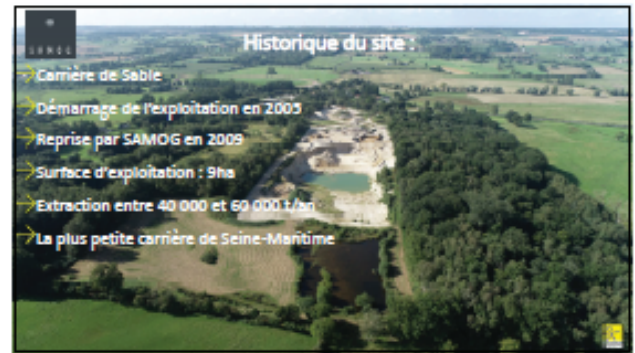 SAMOG
Historique du site :
Carrière de Sable
Démarrage de l'exploitation en 2005
Reprise par SAMOG en 2009
Surface d'exploitation : 9ha
Extraction entre 40 000 et 60 000 t/an
La plus petite carrière de Seine-Maritime